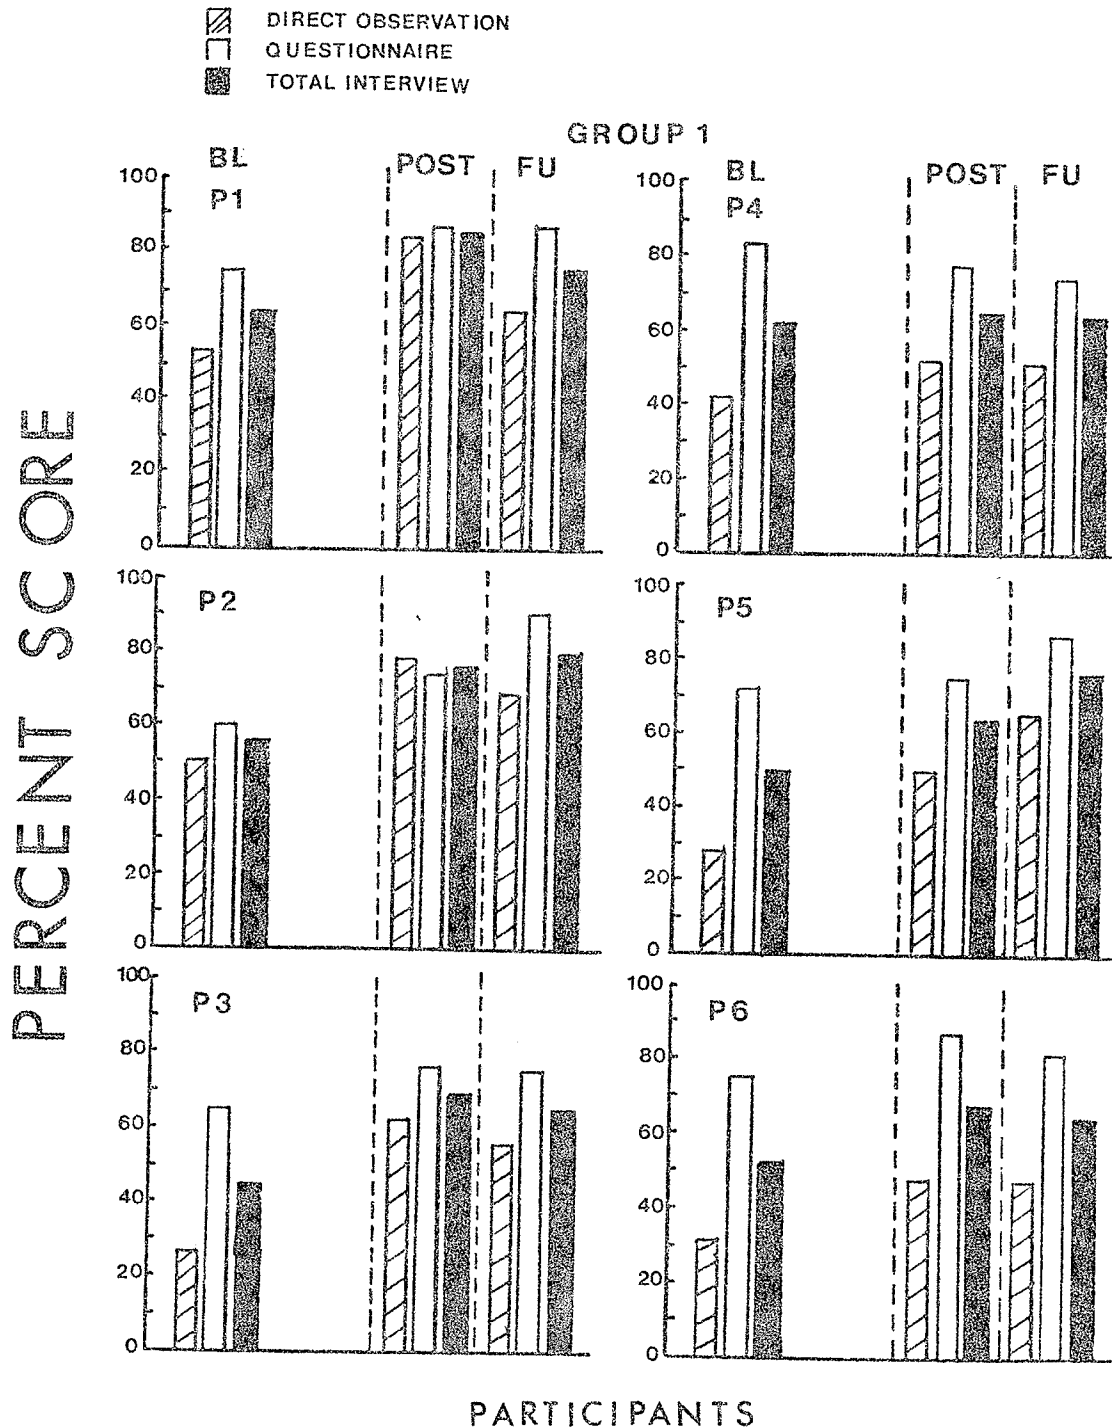 DIRECT OBSERVATION
QUESTIONNAIRE
TOTAL INTERVIEW
GROUP 1
PERCENT SCORE
BL
P1
POST
FU
100
80
60
40
20
0
BL
P4
POST
FU
100
80
60
40
20
0
P2
100
80
60
40
20
0
P5
100
80
60
40
20
0
P3
100
80
60
40
20
0
P6
100
80
60
40
20
0
PARTICIPANTS